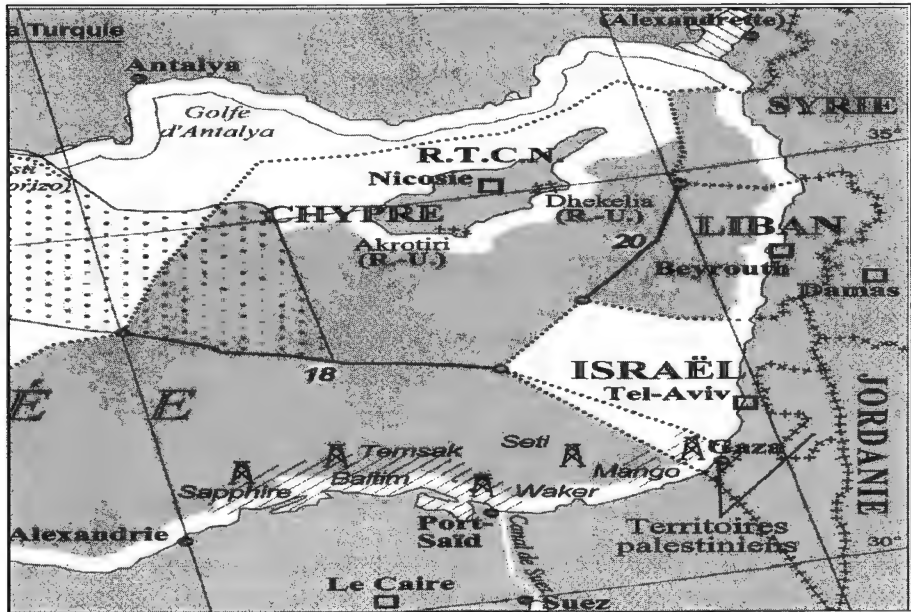 (Alexandrette)
a Turquie
Antalya
Golfe
d'Antalya
SYRIE
35°
R.T.C.N
Nicosie
CHYPRE
Dhekelia
(R.-U.)
Akrotiri
(R.-U.)
20
LIBAN
Beyrouth
Damas
18
ISRAËL
Tel-Aviv
É E
JORDANIE
Seti
Temsak
Gaza
Mango
Sapphire
Baltim
Waker
Port-
Saïd
Canal de Suez
Alexandrie
Territoires
palestiniens
30°
Le Caire
Suez